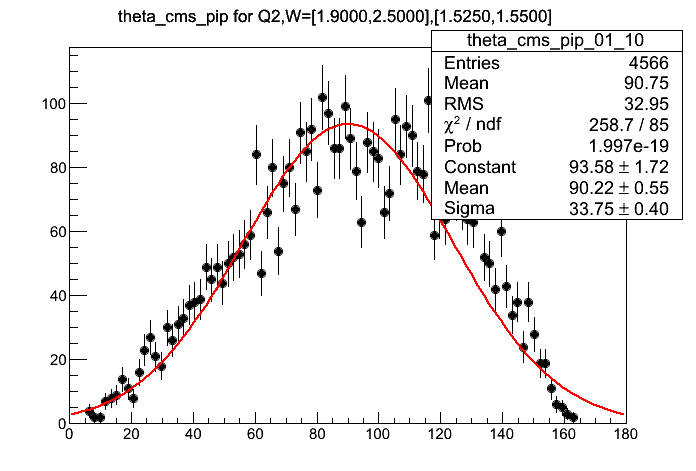 theta_cms_pip for Q2,W=[1.9000,2.5000],[1.5250,1.5500]
theta_cms_pip_01_10
Entries 4566
Mean 90.75
RMS 32.95
χ² / ndf 258.7 / 85
Prob 1.997e-19
Constant 93.58 ± 1.72
Mean 90.22 ± 0.55
Sigma 33.75 ± 0.40
100
80
60
40
20
0
0 20 40 60 80 100 120 140 160 180